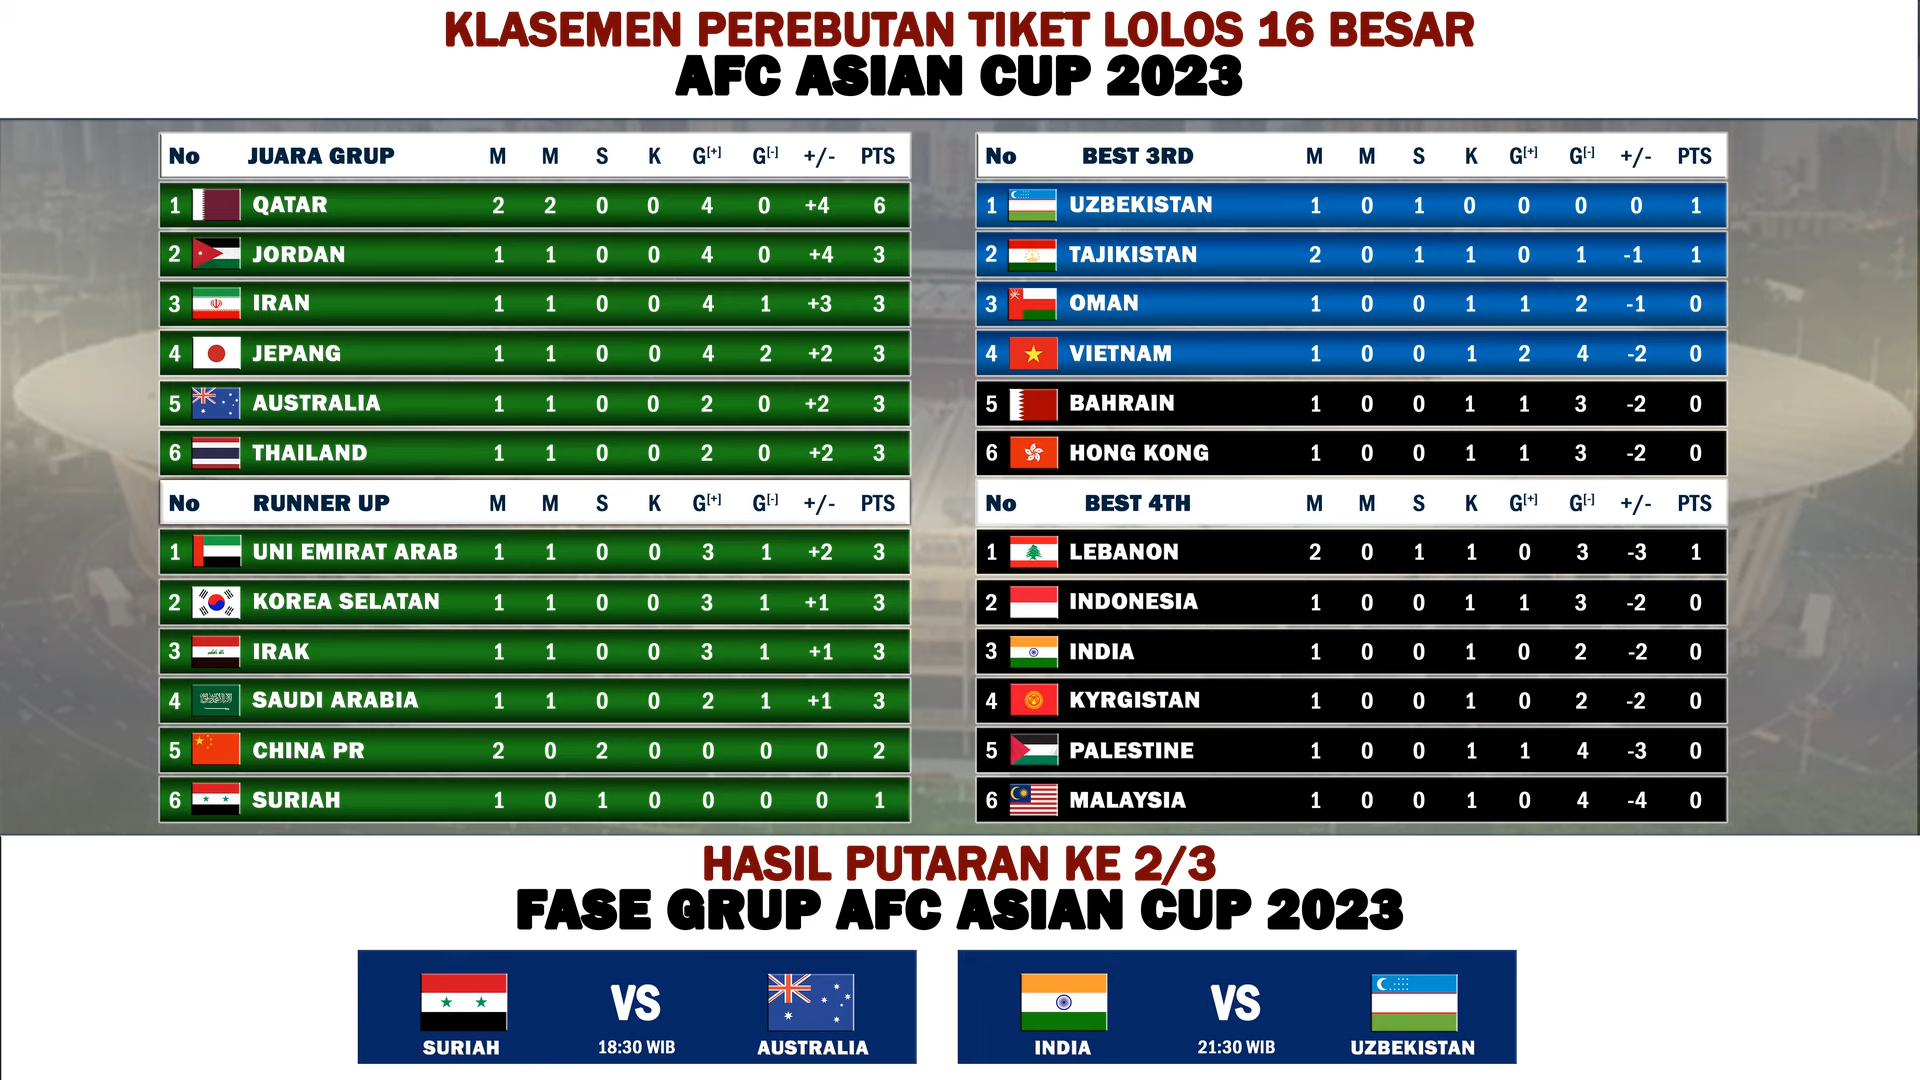 KLASEMEN PEREBUTAN TIKET LOLOS 16 BESAR
AFC ASIAN CUP 2023
No JUARA GRUP M M S K G[+] G[-] +/- PTS
1 QATAR 2 2 0 0 4 0 +4 6
2 JORDAN 1 1 0 0 4 0 +4 3
3 IRAN 1 1 0 0 4 1 +3 3
4 JEPANG 1 1 0 0 4 2 +2 3
5 AUSTRALIA 1 1 0 0 2 0 +2 3
6 THAILAND 1 1 0 0 2 0 +2 3
No RUNNER UP M M S K G[+] G[-] +/- PTS
1 UNI EMIRAT ARAB 1 1 0 0 3 1 +2 3
2 KOREA SELATAN 1 1 0 0 3 1 +1 3
3 IRAK 1 1 0 0 3 1 +1 3
4 SAUDI ARABIA 1 1 0 0 2 1 +1 3
5 CHINA PR 2 0 2 0 0 0 0 2
6 SURIAH 1 0 1 0 0 0 0 1
No BEST 3RD M M S K G[+] G[-] +/- PTS
1 UZBEKISTAN 1 0 1 0 0 0 0 1
2 TAJIKISTAN 2 0 1 1 0 1 -1 1
3 OMAN 1 0 0 1 1 2 -1 0
4 VIETNAM 1 0 0 1 2 4 -2 0
5 BAHRAIN 1 0 0 1 1 3 -2 0
6 HONG KONG 1 0 0 1 1 3 -2 0
No BEST 4TH M M S K G[+] G[-] +/- PTS
1 LEBANON 2 0 1 1 0 3 -3 1
2 INDONESIA 1 0 0 1 1 3 -2 0
3 INDIA 1 0 0 1 0 2 -2 0
4 KYRGISTAN 1 0 0 1 0 2 -2 0
5 PALESTINE 1 0 0 1 1 4 -3 0
6 MALAYSIA 1 0 0 1 0 4 -4 0
HASIL PUTARAN KE 2/3
FASE GRUP AFC ASIAN CUP 2023
SURIAH VS 18:30 WIB AUSTRALIA
INDIA VS 21:30 WIB UZBEKISTAN